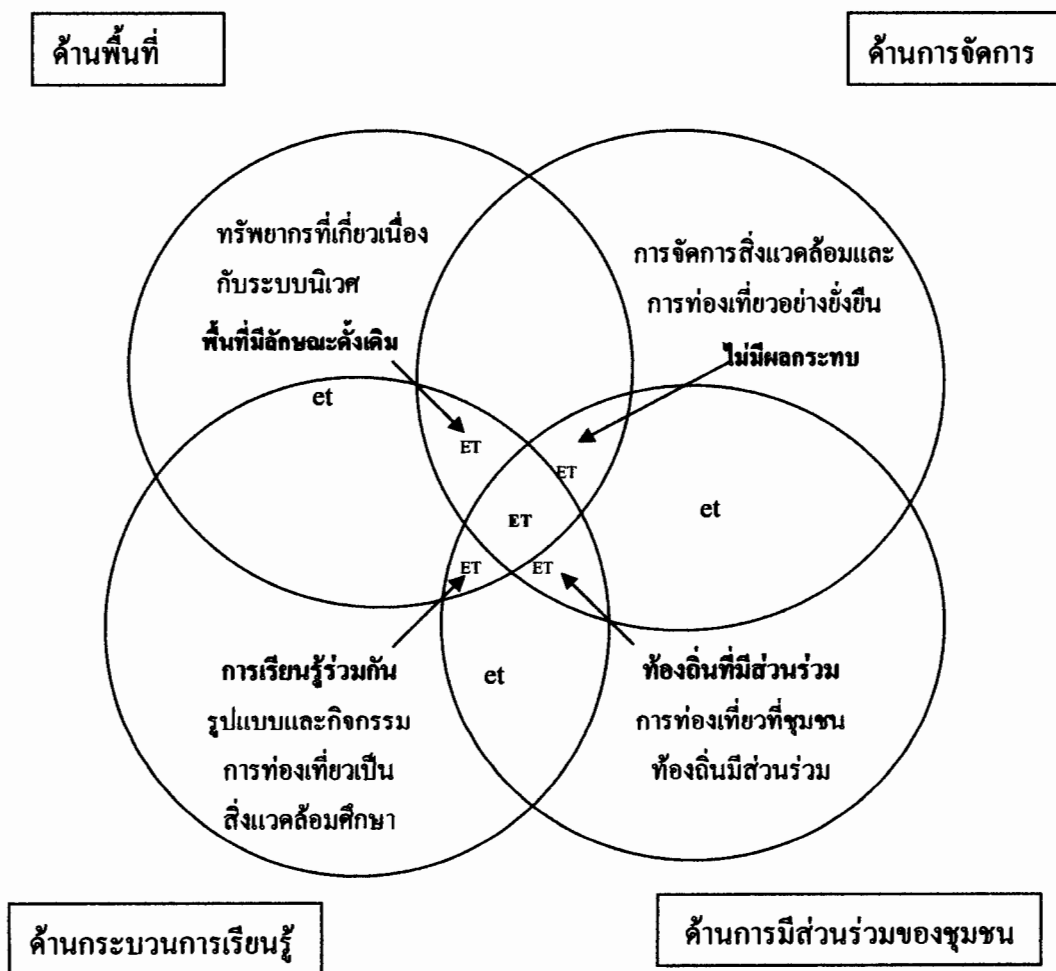 ด้านพื้นที่
ด้านการจัดการ
ทรัพยากรที่เกี่ยวเนื่อง
กับระบบนิเวศ
พื้นที่มีลักษณะดั้งเดิม
การจัดการสิ่งแวดล้อมและ
การท่องเที่ยวอย่างยั่งยืน
ไม่มีผลกระทบ
et
ET
ET
et
ET
ET
ET
การเรียนรู้ร่วมกัน
รูปแบบและกิจกรรม
การท่องเที่ยวเป็น
สิ่งแวดล้อมศึกษา
et
ท้องถิ่นที่มีส่วนร่วม
การท่องเที่ยวที่ชุมชน
ท้องถิ่นมีส่วนร่วม
ด้านกระบวนการเรียนรู้
ด้านการมีส่วนร่วมของชุมชน